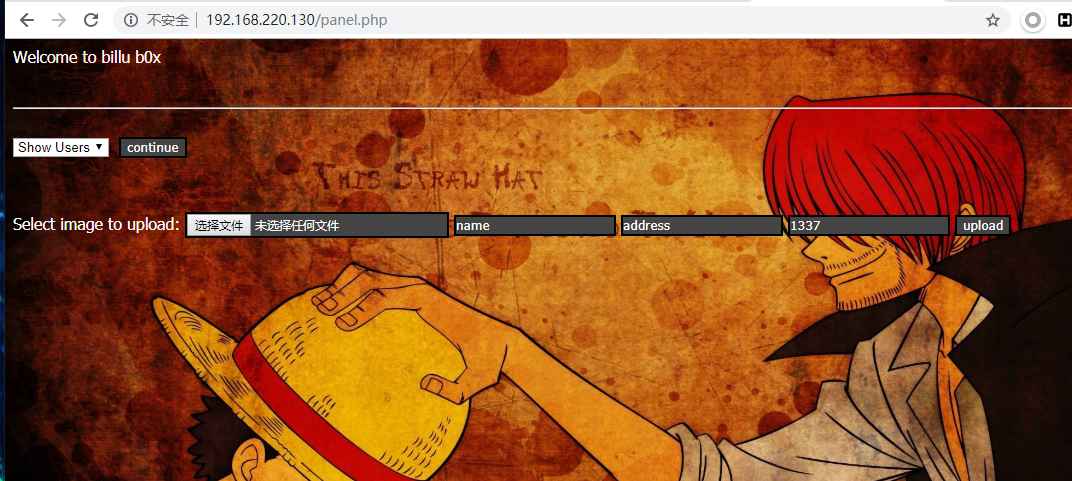 不安全 192.168.220.130/panel.php
Welcome to billu b0x
Show Users continue
This Straw Hat
Select image to upload: 选择文件 未选择任何文件 name address 1337 upload